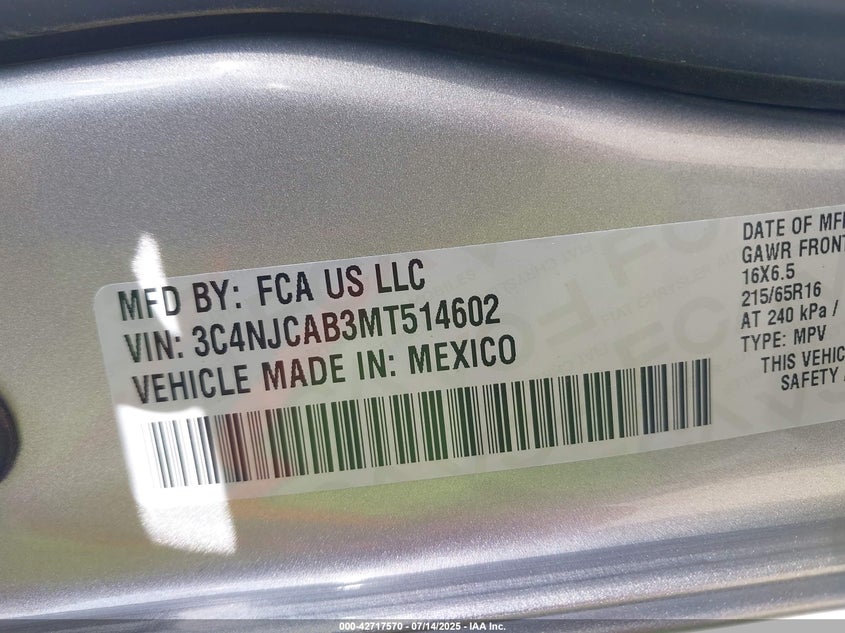 MFD BY: FCA US LLC
VIN: 3C4NJCAB3MT514602
VEHICLE MADE IN: MEXICO
DATE OF MF
GAWR FRONT
16X6.5
215/65R16
AT 240 kPa /
TYPE: MPV
THIS VEHIC
SAFETY
000-42717570 - 07/14/2025 - IAA Inc.